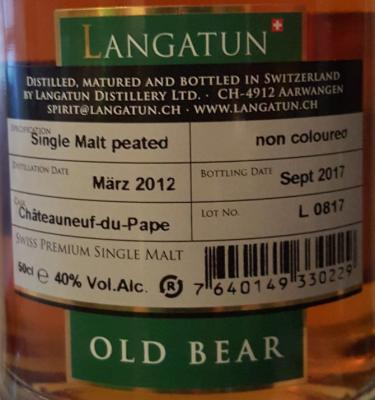 LANGATUN
DISTILLED, MATURED AND BOTTLED IN SWITZERLAND
BY LANGATUN DISTILLERY LTD. · CH-4912 AARWANGEN
SPIRIT@LANGATUN.CH · WWW.LANGATUN.CH
SPECIFICATION
Single Malt peated non coloured
DISTILLATION DATE März 2012 BOTTLING DATE Sept 2017
CASK
Châteauneuf-du-Pape LOT NO. L 0817
SWISS PREMIUM SINGLE MALT
50cl e 40% Vol.Alc. R 7 640149 330229
OLD BEAR